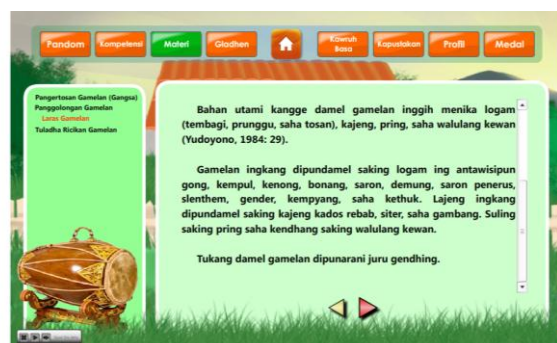 Pandom
Kompetensi
Materi
Gladhen
Kawruh
Basa
Kapustakan
Profil
Medal
Pangertosan Gamelan (Gangsa)
Panggolongan Gamelan
Laras Gamelan
Tuladha Ricikan Gamelan
Bahan utami kangge damel gamelan inggih menika logam
(tembagi, prunggu, saha tosan), kajeng, pring, saha walulang kewan
(Yudoyono, 1984: 29).
Gamelan ingkang dipundamel saking logam ing antawisipun
gong, kempul, kenong, bonang, saron, demung, saron penerus,
slenthem, gender, kempyang, saha kethuk. Lajeng ingkang
dipundamel saking kajeng kados rebab, siter, saha gambang. Suling
saking pring saha kendhang saking walulang kewan.
Tukang damel gamelan dipunarani juru gendhing.